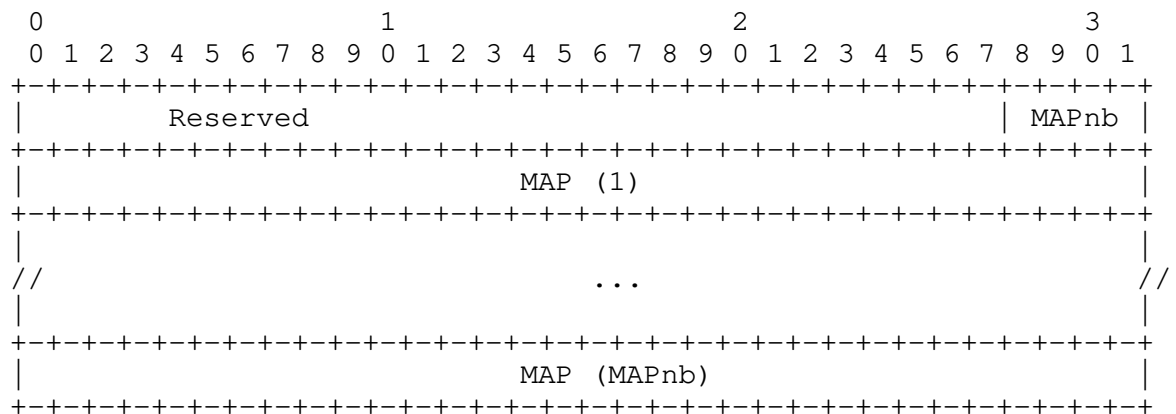 0                   1                   2                   3
 0 1 2 3 4 5 6 7 8 9 0 1 2 3 4 5 6 7 8 9 0 1 2 3 4 5 6 7 8 9 0 1
+-+-+-+-+-+-+-+-+-+-+-+-+-+-+-+-+-+-+-+-+-+-+-+-+-+-+-+-+-+-+-+-+
|        Reserved                                       | MAPnb |
+-+-+-+-+-+-+-+-+-+-+-+-+-+-+-+-+-+-+-+-+-+-+-+-+-+-+-+-+-+-+-+-+
|                            MAP (1)                            |
+-+-+-+-+-+-+-+-+-+-+-+-+-+-+-+-+-+-+-+-+-+-+-+-+-+-+-+-+-+-+-+-+
|                                                               |
//                               ...                              //
|                                                               |
+-+-+-+-+-+-+-+-+-+-+-+-+-+-+-+-+-+-+-+-+-+-+-+-+-+-+-+-+-+-+-+-+
|                            MAP (MAPnb)                        |
+-+-+-+-+-+-+-+-+-+-+-+-+-+-+-+-+-+-+-+-+-+-+-+-+-+-+-+-+-+-+-+-+